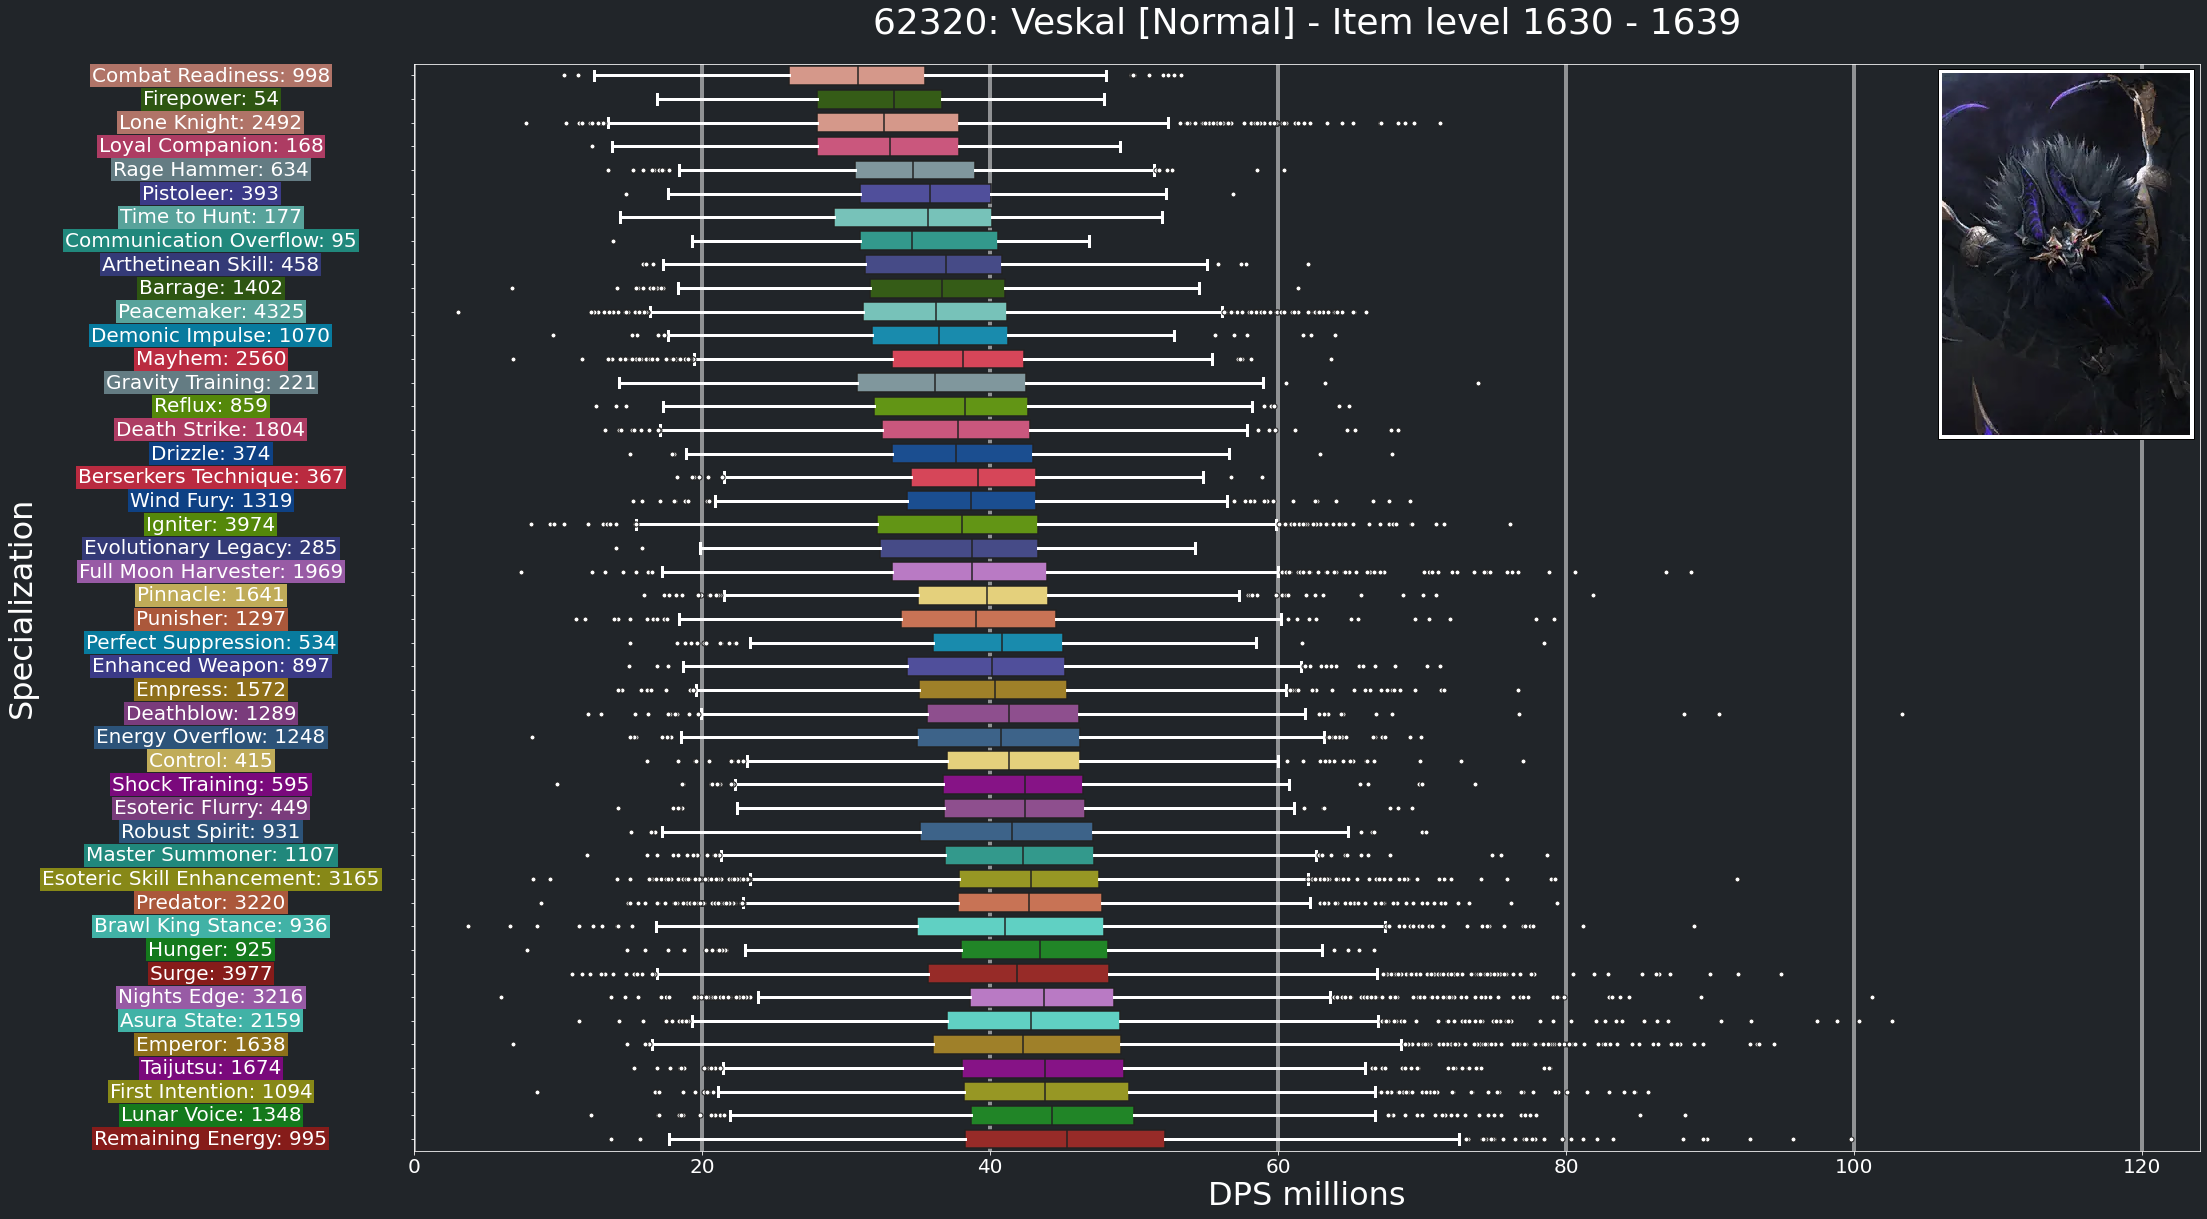 62320: Veskal [Normal] - Item level 1630 - 1639
Specialization
Combat Readiness: 998
Firepower: 54
Lone Knight: 2492
Loyal Companion: 168
Rage Hammer: 634
Pistoleer: 393
Time to Hunt: 177
Communication Overflow: 95
Arthetinean Skill: 458
Barrage: 1402
Peacemaker: 4325
Demonic Impulse: 1070
Mayhem: 2560
Gravity Training: 221
Reflux: 859
Death Strike: 1804
Drizzle: 374
Berserkers Technique: 367
Wind Fury: 1319
Igniter: 3974
Evolutionary Legacy: 285
Full Moon Harvester: 1969
Pinnacle: 1641
Punisher: 1297
Perfect Suppression: 534
Enhanced Weapon: 897
Empress: 1572
Deathblow: 1289
Energy Overflow: 1248
Control: 415
Shock Training: 595
Esoteric Flurry: 449
Robust Spirit: 931
Master Summoner: 1107
Esoteric Skill Enhancement: 3165
Predator: 3220
Brawl King Stance: 936
Hunger: 925
Surge: 3977
Nights Edge: 3216
Asura State: 2159
Emperor: 1638
Taijutsu: 1674
First Intention: 1094
Lunar Voice: 1348
Remaining Energy: 995
0 20 40 60 80 100 120
DPS millions